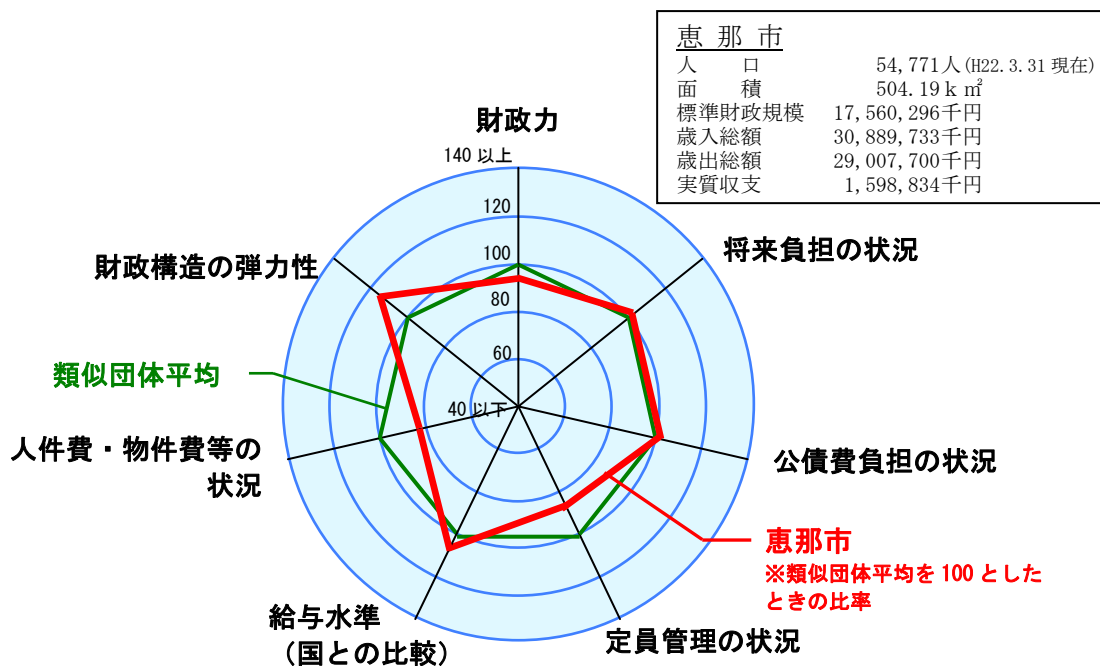 恵 那 市
人　　口　54,771人(H22.3.31 現在)
面　　積　504.19ｋ㎡
標準財政規模　17,560,296千円
歳入総額　30,889,733千円
歳出総額　29,007,700千円
実質収支　1,598,834千円
財政力
140 以上
120
100
80
60
40 以下
将来負担の状況
財政構造の弾力性
類似団体平均
人件費・物件費等の
状況
公債費負担の状況
恵那市
※類似団体平均を 100 とした
ときの比率
給与水準
（国との比較）
定員管理の状況